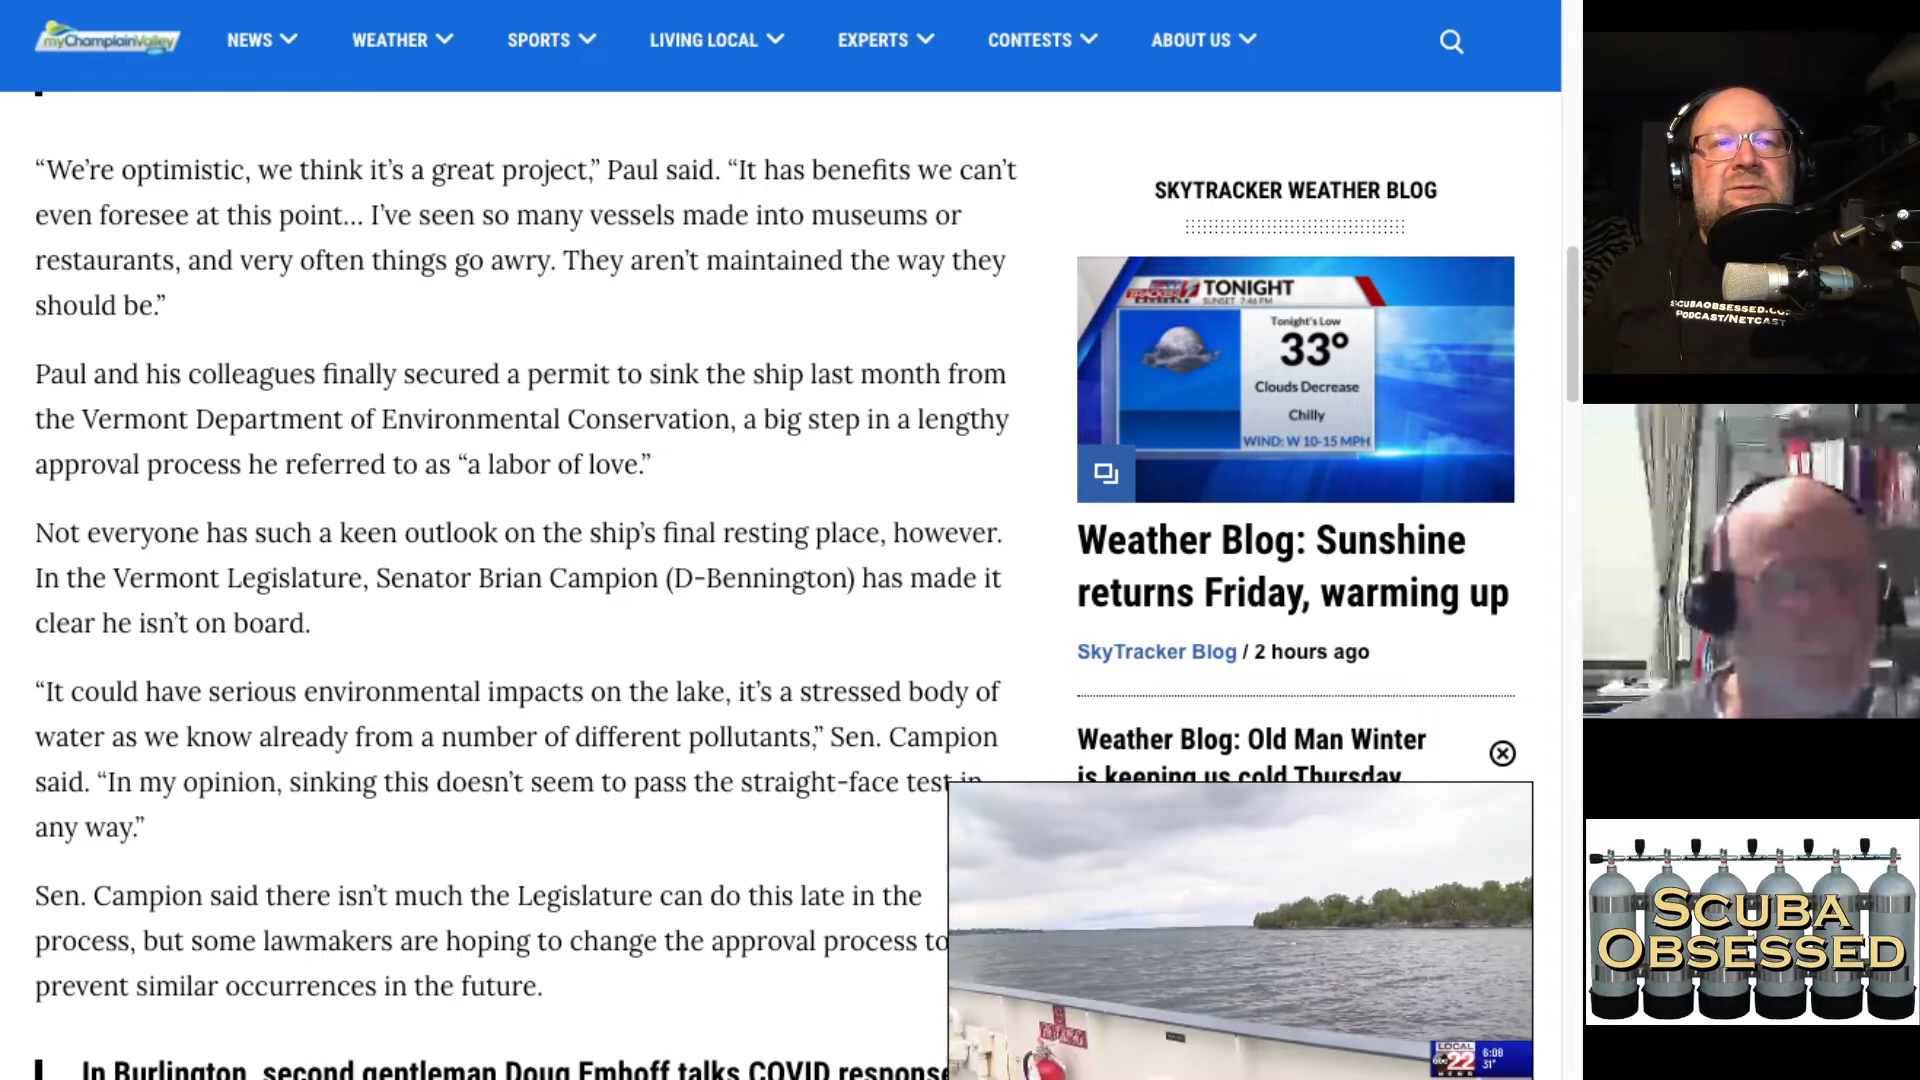 myChamplainValley
NEWS
WEATHER
SPORTS
LIVING LOCAL
EXPERTS
CONTESTS
ABOUT US
“We’re optimistic, we think it’s a great project,” Paul said. “It has benefits we can’t
even foresee at this point… I’ve seen so many vessels made into museums or
restaurants, and very often things go awry. They aren’t maintained the way they
should be.”
Paul and his colleagues finally secured a permit to sink the ship last month from
the Vermont Department of Environmental Conservation, a big step in a lengthy
approval process he referred to as “a labor of love.”
Not everyone has such a keen outlook on the ship’s final resting place, however.
In the Vermont Legislature, Senator Brian Campion (D-Bennington) has made it
clear he isn’t on board.
“It could have serious environmental impacts on the lake, it’s a stressed body of
water as we know already from a number of different pollutants,” Sen. Campion
said. “In my opinion, sinking this doesn’t seem to pass the straight-face test in
any way.”
Sen. Campion said there isn’t much the Legislature can do this late in the
process, but some lawmakers are hoping to change the approval process to
prevent similar occurrences in the future.
In Burlington, second gentleman Doug Emhoff talks COVID response
SKYTRACKER WEATHER BLOG
TONIGHT
SUNSET 7:46 PM
Tonight's Low
33°
Clouds Decrease
Chilly
WIND: W 10-15 MPH
Weather Blog: Sunshine
returns Friday, warming up
SkyTracker Blog / 2 hours ago
Weather Blog: Old Man Winter
is keeping us cold Thursday
LOCAL
abc 22
NEWS
6:08
31°
SCUBAOBSESSED.CO
PODCAST/NETCAST
SCUBA
OBSESSED